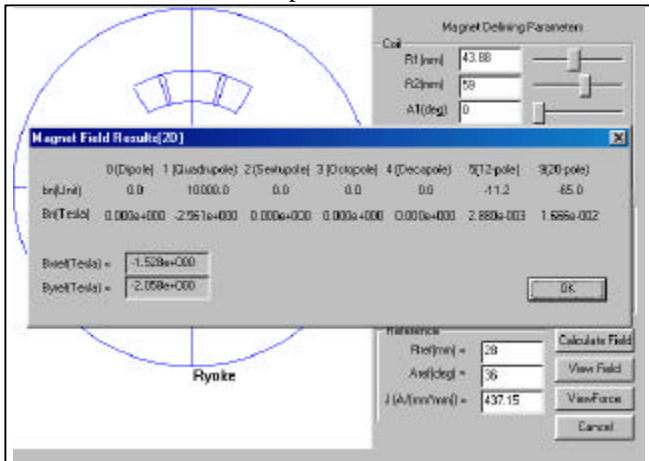 Magnet Defining Parameters
Coil
R1(mm) 43.88
R2(mm) 58
A1(deg) 0
Magnet Field Results[2D]
0(Dipole) 1 (Quadrupole) 2(Sextupole) 3 (Octopole) 4 (Decapole) 5(12-pole) 9(20-pole)
bn(Unit) 0.0 10000.0 0.0 0.0 0.0 -11.2 -65.0
Bn(Tesla) 0.000e+000 -2.561e+000 0.000e+000 0.000e+000 0.000e+000 2.880e-003 1.666e-002
Bxref(Tesla) = -1.528e+000
Byref(Tesla) = -2.058e+000
OK
Reference
Rref(mm) = 28
Aref(deg) = 36
J (A/(mm*mm)) = 437.15
Calculate Field
View Field
ViewForce
Cancel
Ryoke